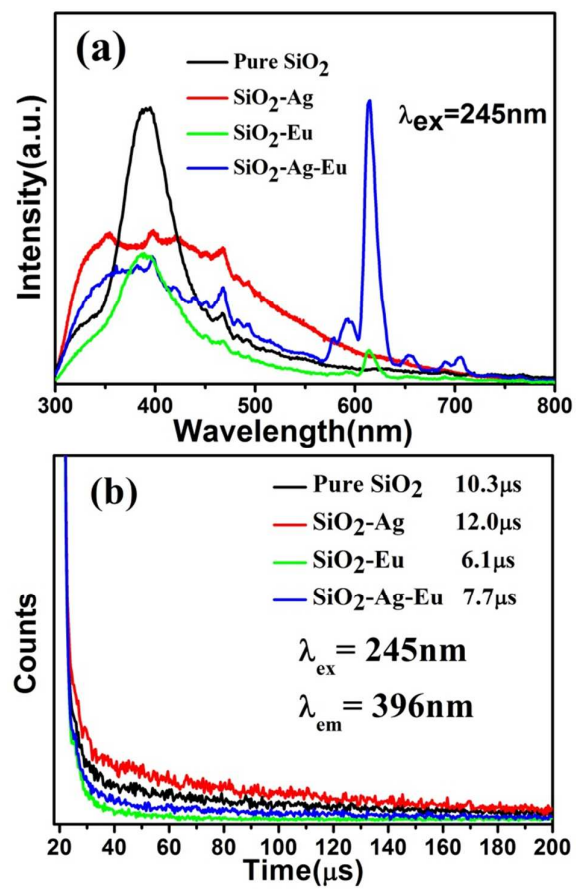 (a)
Pure SiO2
SiO2-Ag
SiO2-Eu
SiO2-Ag-Eu
λex=245nm
Intensity(a.u.)
300 400 500 600 700 800
Wavelength(nm)
(b)
Pure SiO2 10.3μs
SiO2-Ag 12.0μs
SiO2-Eu 6.1μs
SiO2-Ag-Eu 7.7μs
λex= 245nm
λem= 396nm
Counts
20 40 60 80 100 120 140 160 180 200
Time(μs)